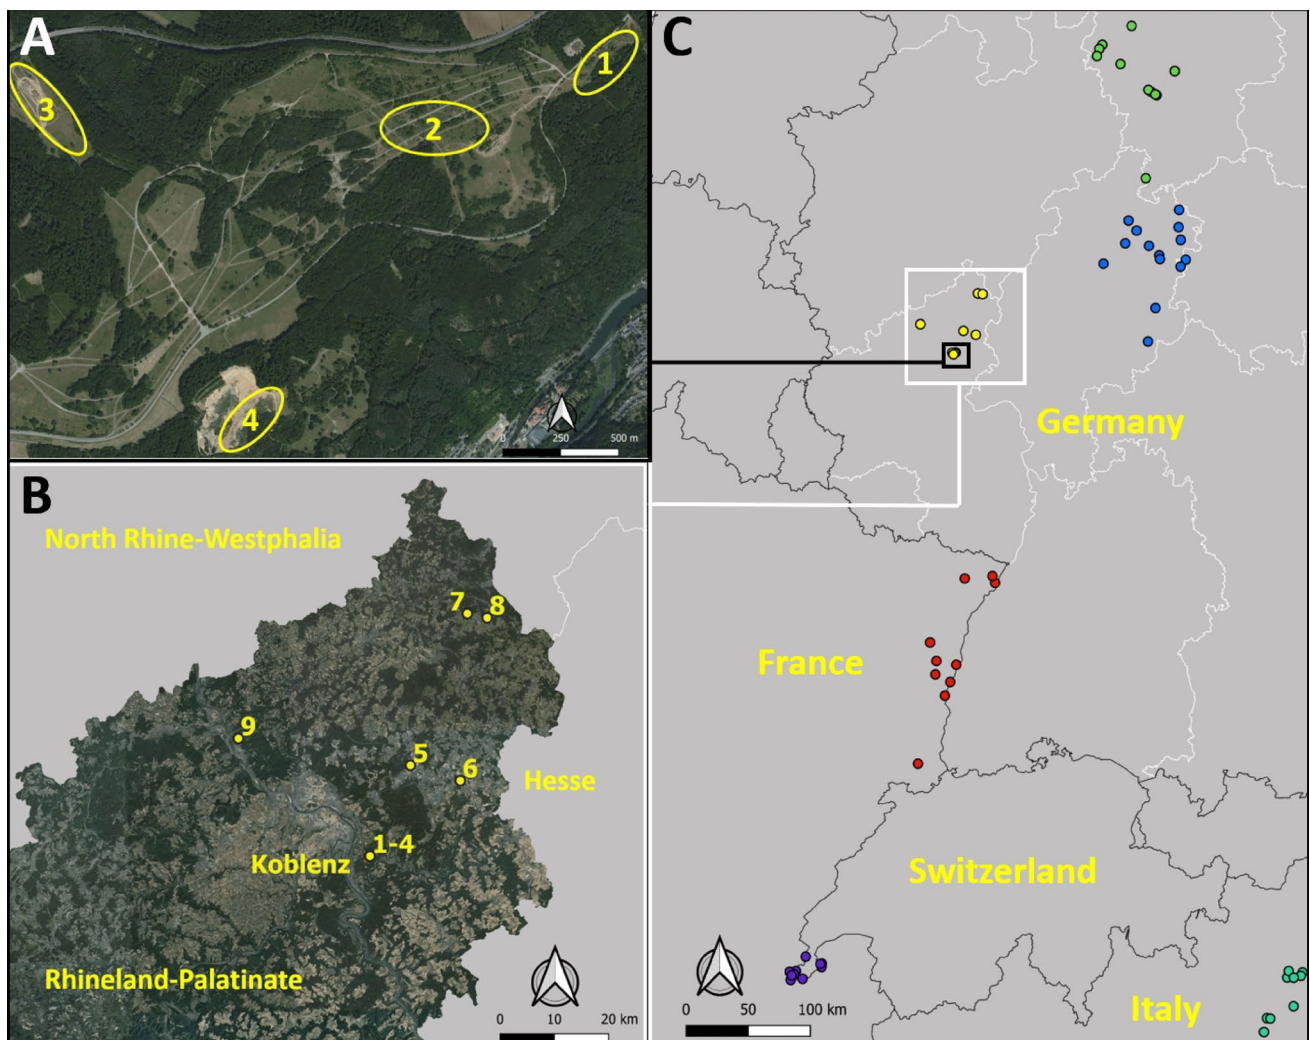 A
1
2
3
4
0 250 500 m
B
North Rhine-Westphalia
7 8
9
5
6
Hesse
1-4
Koblenz
Rhineland-Palatinate
0 10 20 km
C
Germany
France
Switzerland
Italy
0 50 100 km